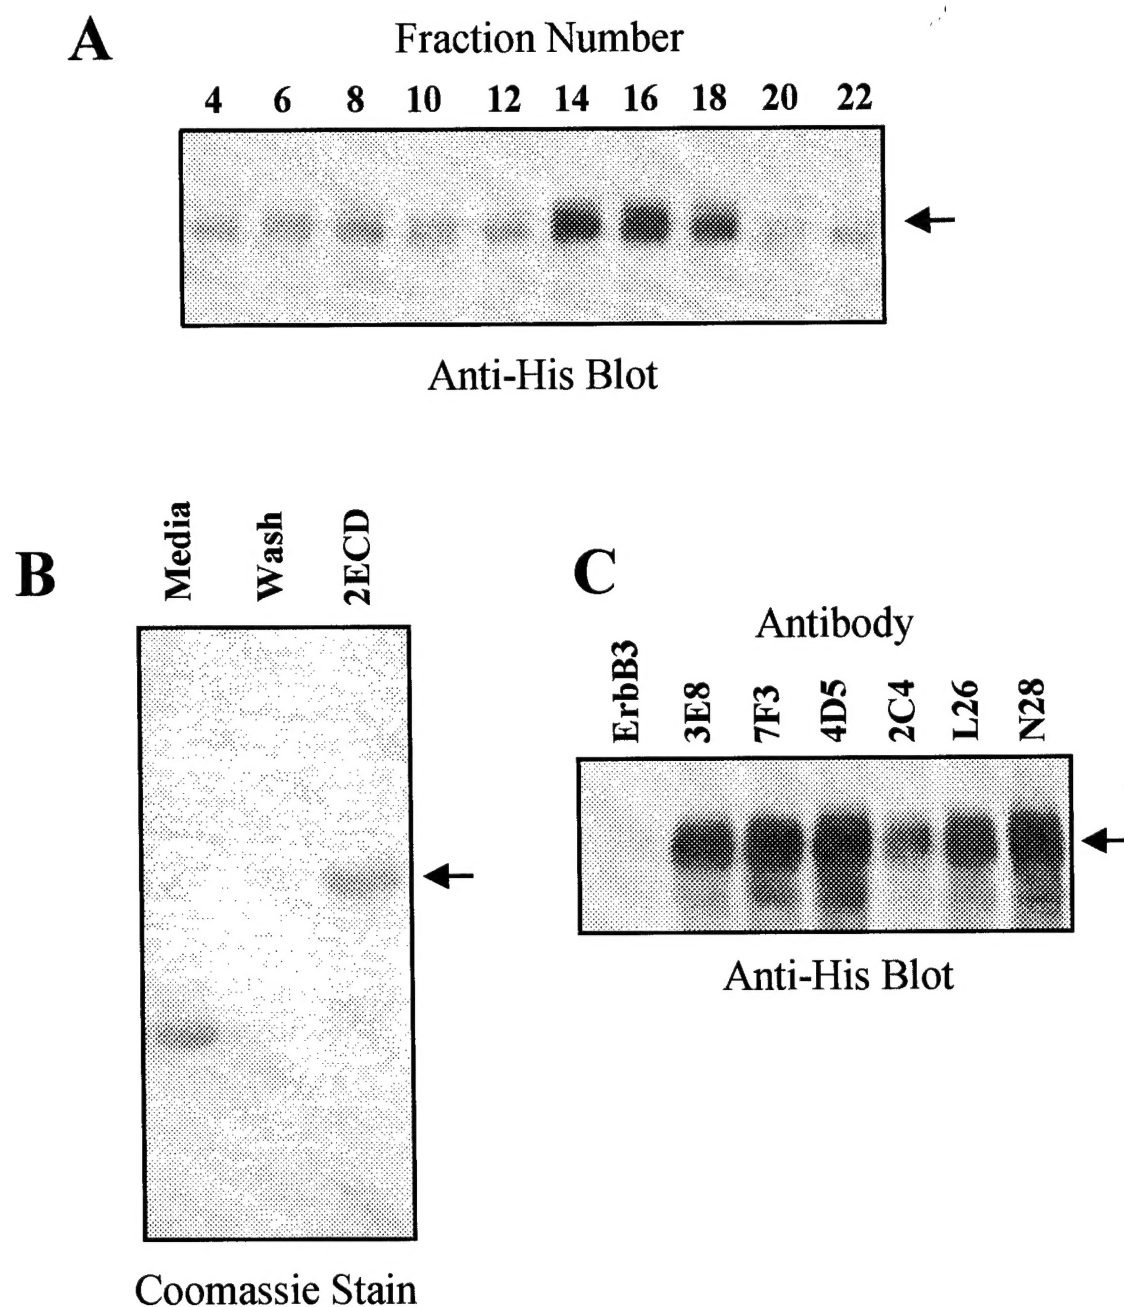 A
Fraction Number
4 6 8 10 12 14 16 18 20 22
Anti-His Blot
B
Media Wash 2ECD
Coomassie Stain
C
Antibody
ErbB3 3E8 7F3 4D5 2C4 L26 N28
Anti-His Blot